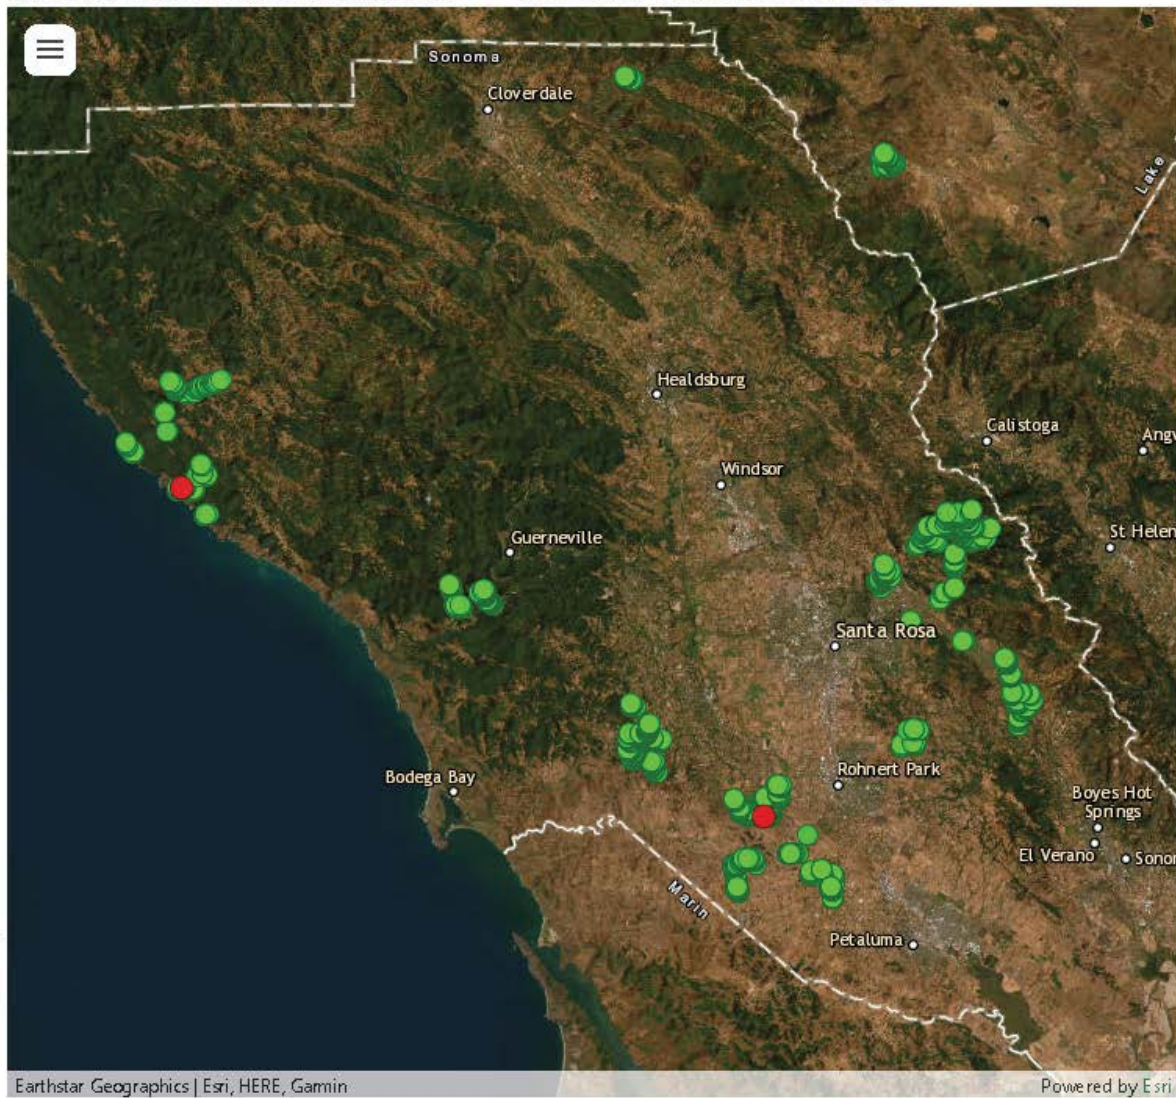 Sonoma
Cloverdale
Lake
Healdsburg
Calistoga
Angv
Windsor
St Helen
Guerneville
Santa Rosa
Bodega Bay
Rohnert Park
Boyes Hot
Springs
El Verano
Sonor
Marin
Petaluma
Earthstar Geographics | Esri, HERE, Garmin
Powered by Esri